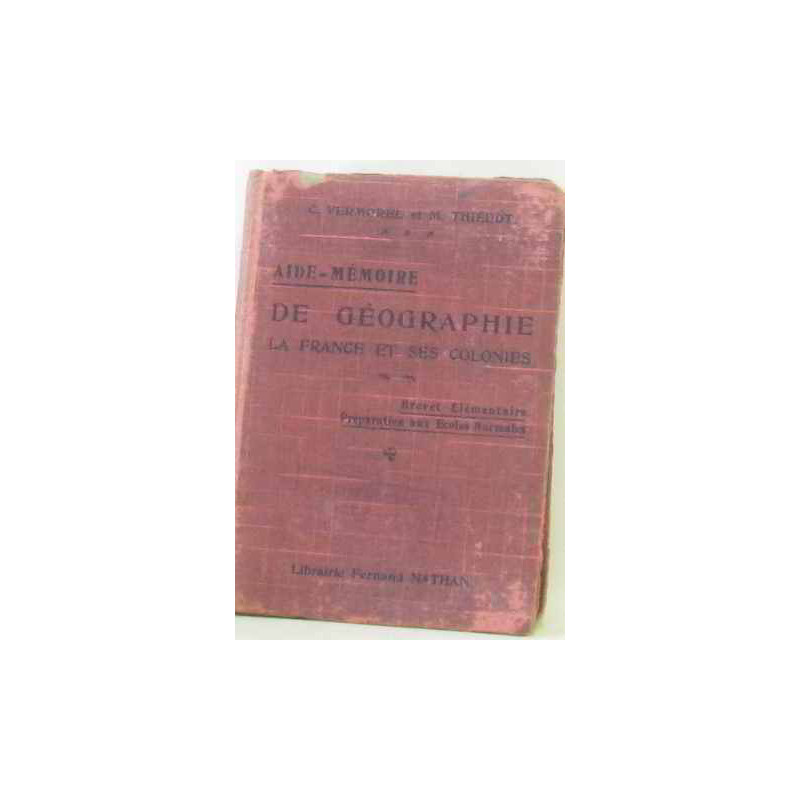 C. VERMOREL et M. THIÉBOT
AIDE-MÉMOIRE
DE GÉOGRAPHIE
LA FRANCE ET SES COLONIES
Brevet Élémentaire
Préparation aux Écoles Normales
Librairie Fernand NATHAN